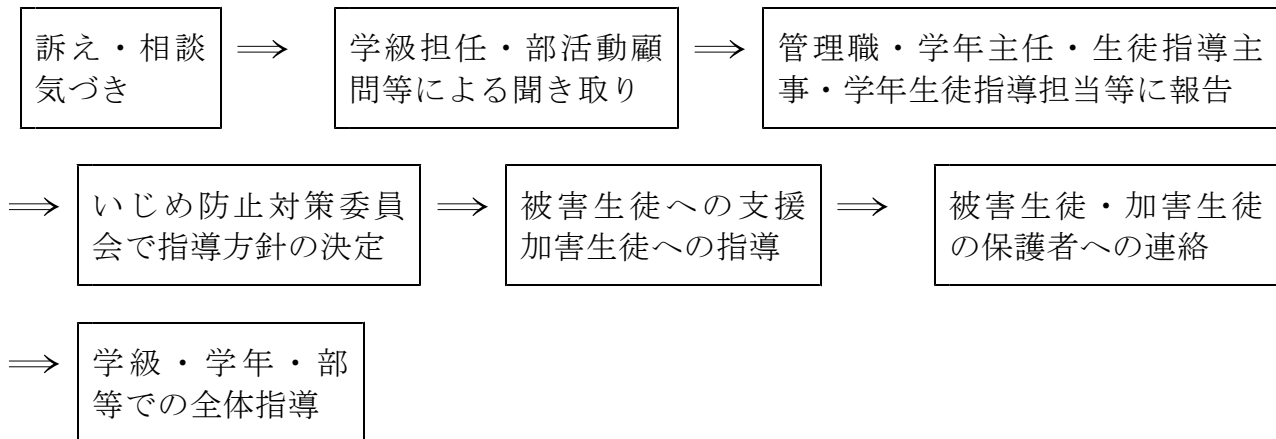 訴え・相談
気づき
⇒
学級担任・部活動顧
問等による聞き取り
⇒
管理職・学年主任・生徒指導主
事・学年生徒指導担当等に報告
⇒
いじめ防止対策委員
会で指導方針の決定
⇒
被害生徒への支援
加害生徒への指導
⇒
被害生徒・加害生徒
の保護者への連絡
⇒
学級・学年・部
等での全体指導